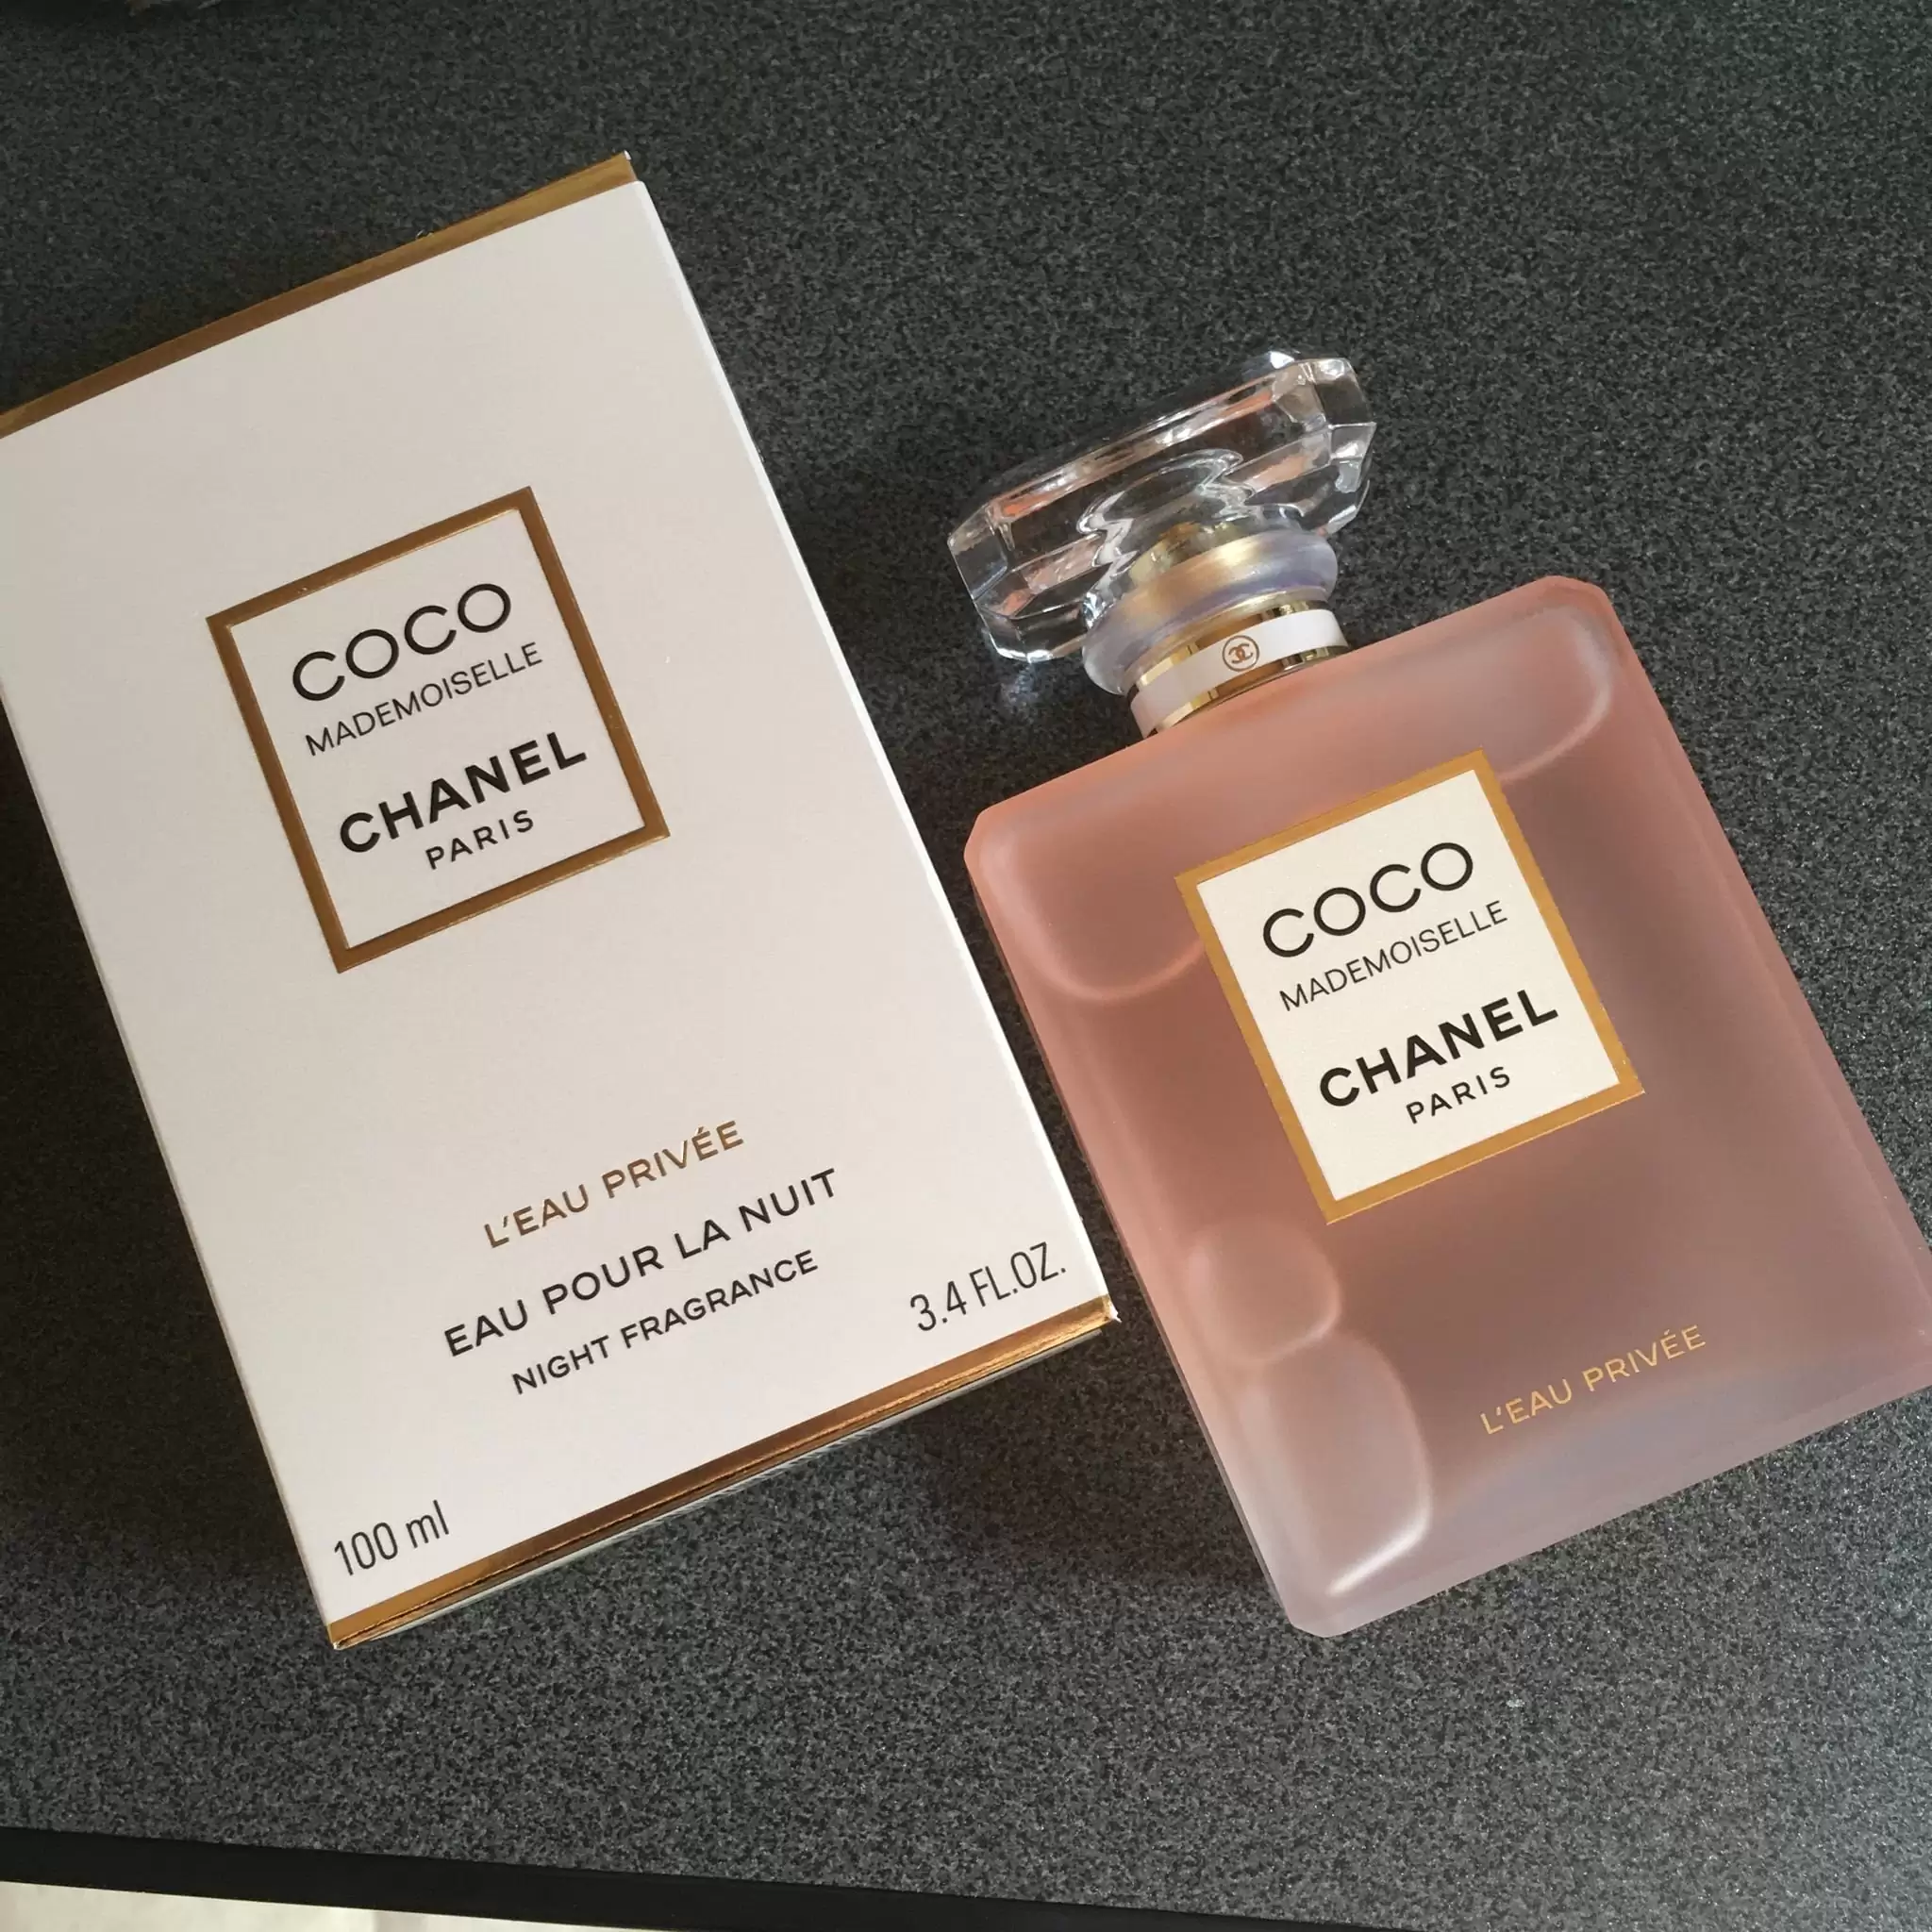 COCO
MADEMOISELLE
CHANEL
PARIS
L'EAU PRIVÉE
EAU POUR LA NUIT
NIGHT FRAGRANCE
100 ml
3.4 FL.OZ.
COCO
MADEMOISELLE
CHANEL
PARIS
L'EAU PRIVÉE